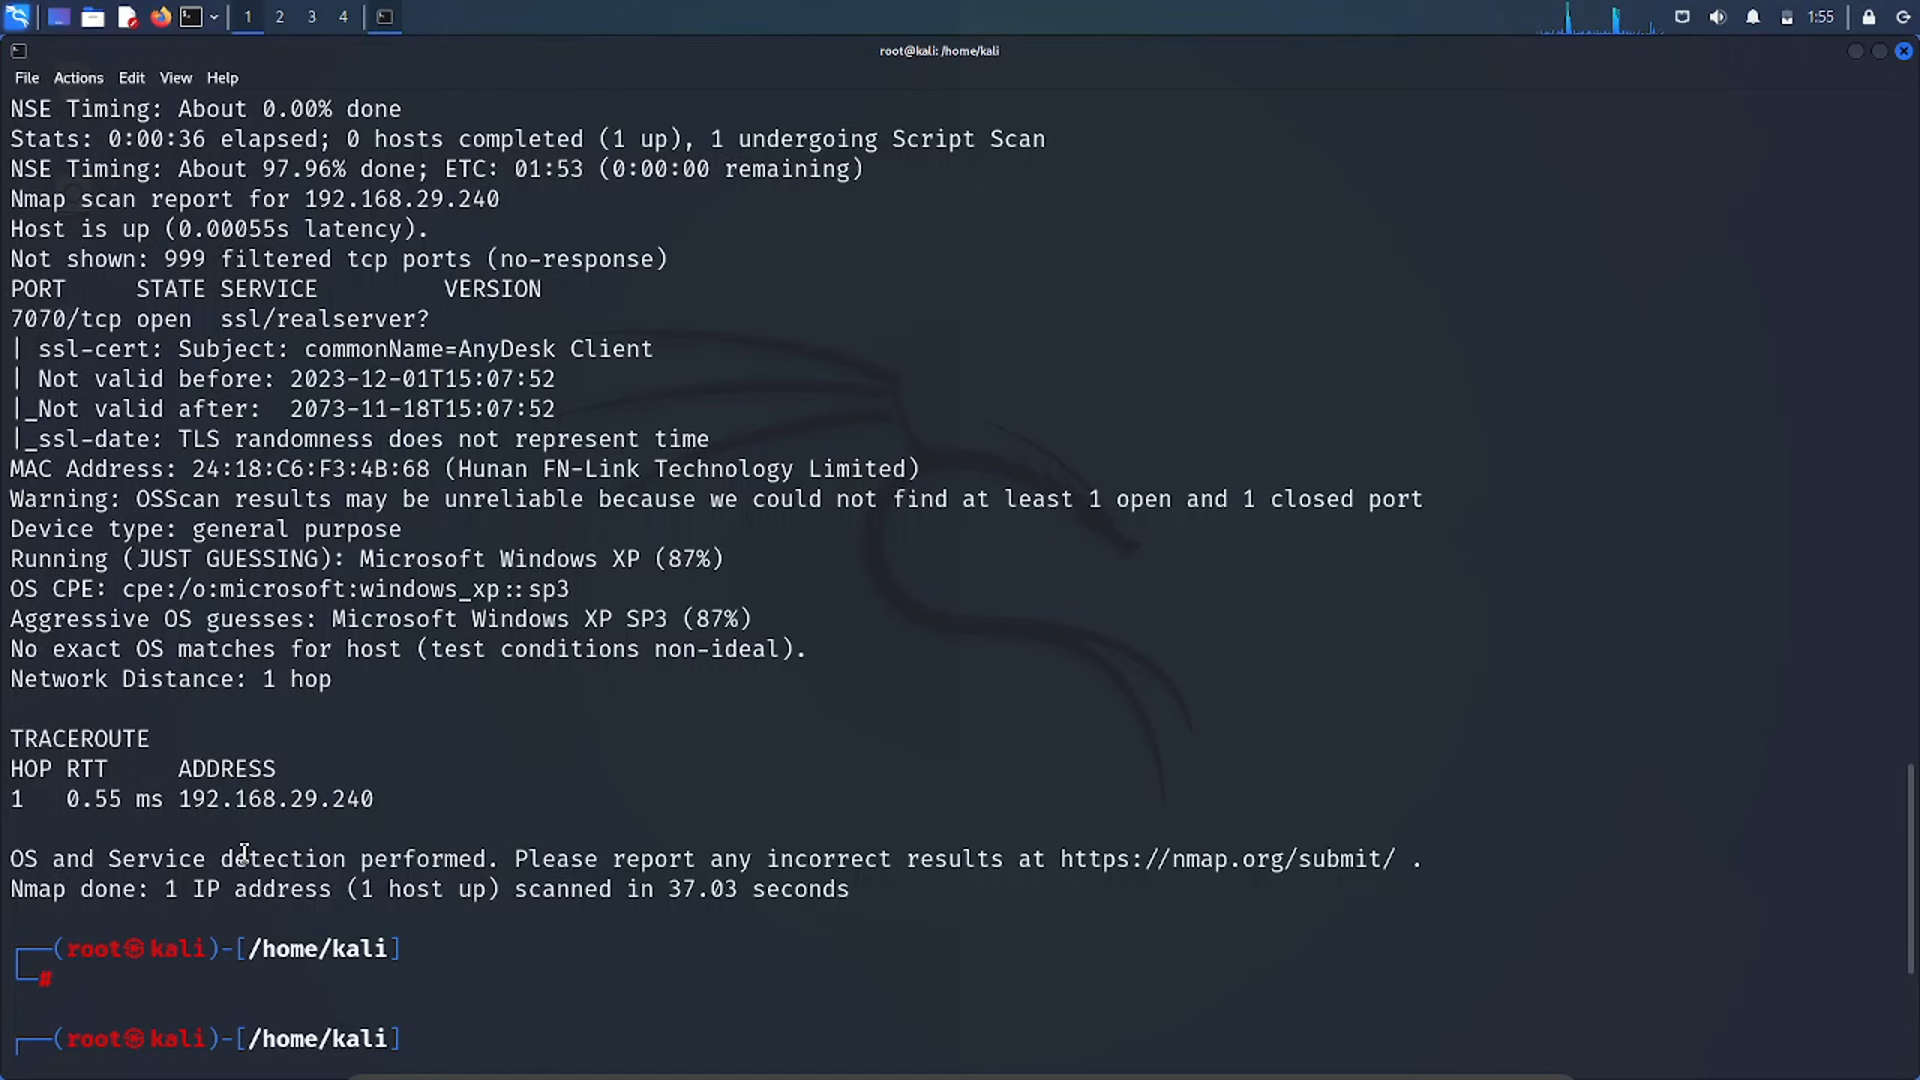 1 2 3 4 1:55
root@kali: /home/kali
File Actions Edit View Help
NSE Timing: About 0.00% done
Stats: 0:00:36 elapsed; 0 hosts completed (1 up), 1 undergoing Script Scan
NSE Timing: About 97.96% done; ETC: 01:53 (0:00:00 remaining)
Nmap scan report for 192.168.29.240
Host is up (0.00055s latency).
Not shown: 999 filtered tcp ports (no-response)
PORT     STATE SERVICE         VERSION
7070/tcp open  ssl/realserver?
| ssl-cert: Subject: commonName=AnyDesk Client
| Not valid before: 2023-12-01T15:07:52
|_Not valid after:  2073-11-18T15:07:52
|_ssl-date: TLS randomness does not represent time
MAC Address: 24:18:C6:F3:4B:68 (Hunan FN-Link Technology Limited)
Warning: OSScan results may be unreliable because we could not find at least 1 open and 1 closed port
Device type: general purpose
Running (JUST GUESSING): Microsoft Windows XP (87%)
OS CPE: cpe:/o:microsoft:windows_xp::sp3
Aggressive OS guesses: Microsoft Windows XP SP3 (87%)
No exact OS matches for host (test conditions non-ideal).
Network Distance: 1 hop
TRACEROUTE
HOP RTT     ADDRESS
1   0.55 ms 192.168.29.240
OS and Service detection performed. Please report any incorrect results at https://nmap.org/submit/ .
Nmap done: 1 IP address (1 host up) scanned in 37.03 seconds
┌──(root㉿kali)-[/home/kali]
└─#
┌──(root㉿kali)-[/home/kali]